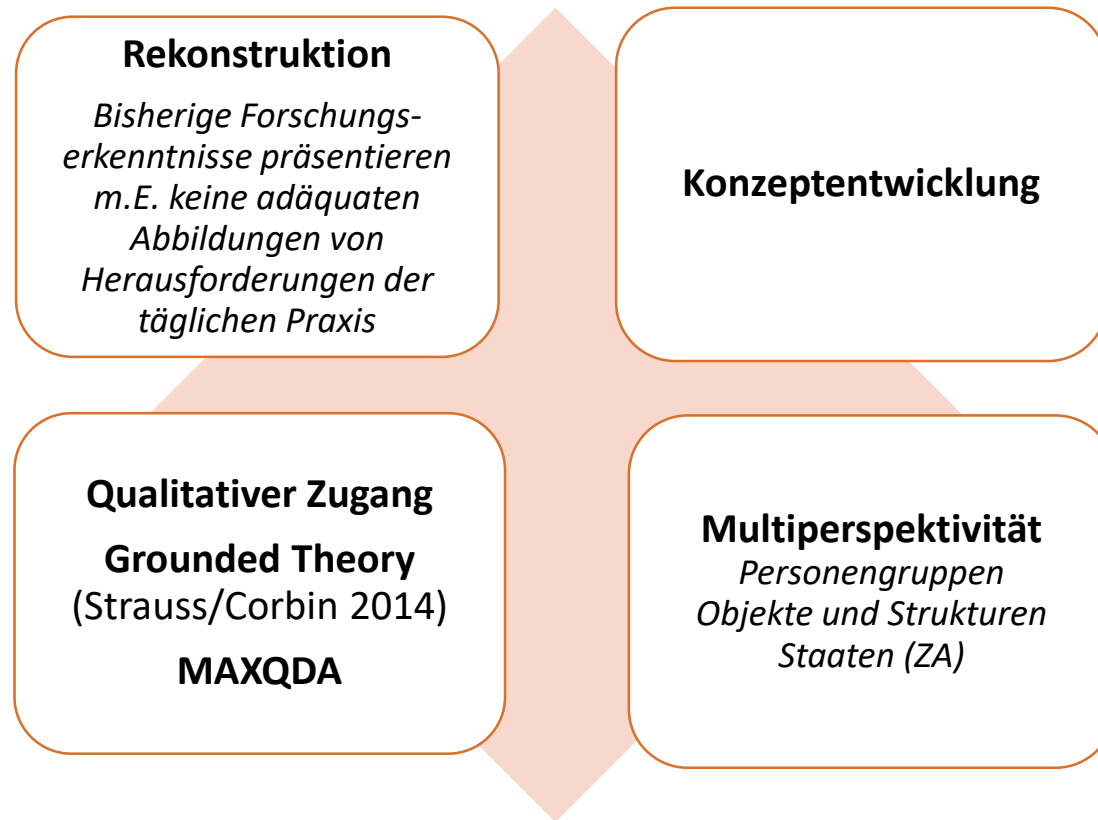 Rekonstruktion
Bisherige Forschungs-
erkenntnisse präsentieren
m.E. keine adäquaten
Abbildungen von
Herausforderungen der
täglichen Praxis
Konzeptentwicklung
Qualitativer Zugang
Grounded Theory
(Strauss/Corbin 2014)
MAXQDA
Multiperspektivität
Personengruppen
Objekte und Strukturen
Staaten (ZA)